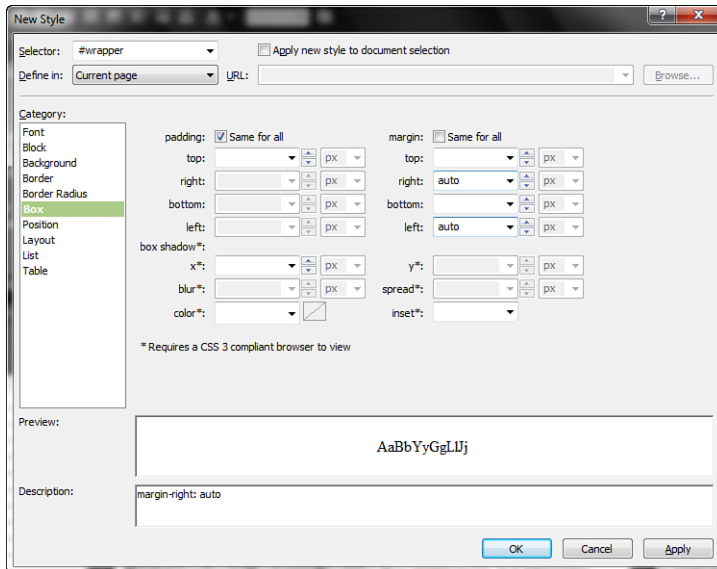 New Style
Selector: #wrapper Apply new style to document selection
Define in: Current page URL: Browse...
Category:
Font
Block
Background
Border
Border Radius
Box
Position
Layout
List
Table
padding: Same for all margin: Same for all
top: px top: px
right: px right: auto px
bottom: px bottom: px
left: px left: auto px
box shadow*:
x*: px y*: px
blur*: px spread*: px
color*: inset*:
* Requires a CSS 3 compliant browser to view
Preview:
AaBbYyGgLlJj
Description:
margin-right: auto
OK Cancel Apply